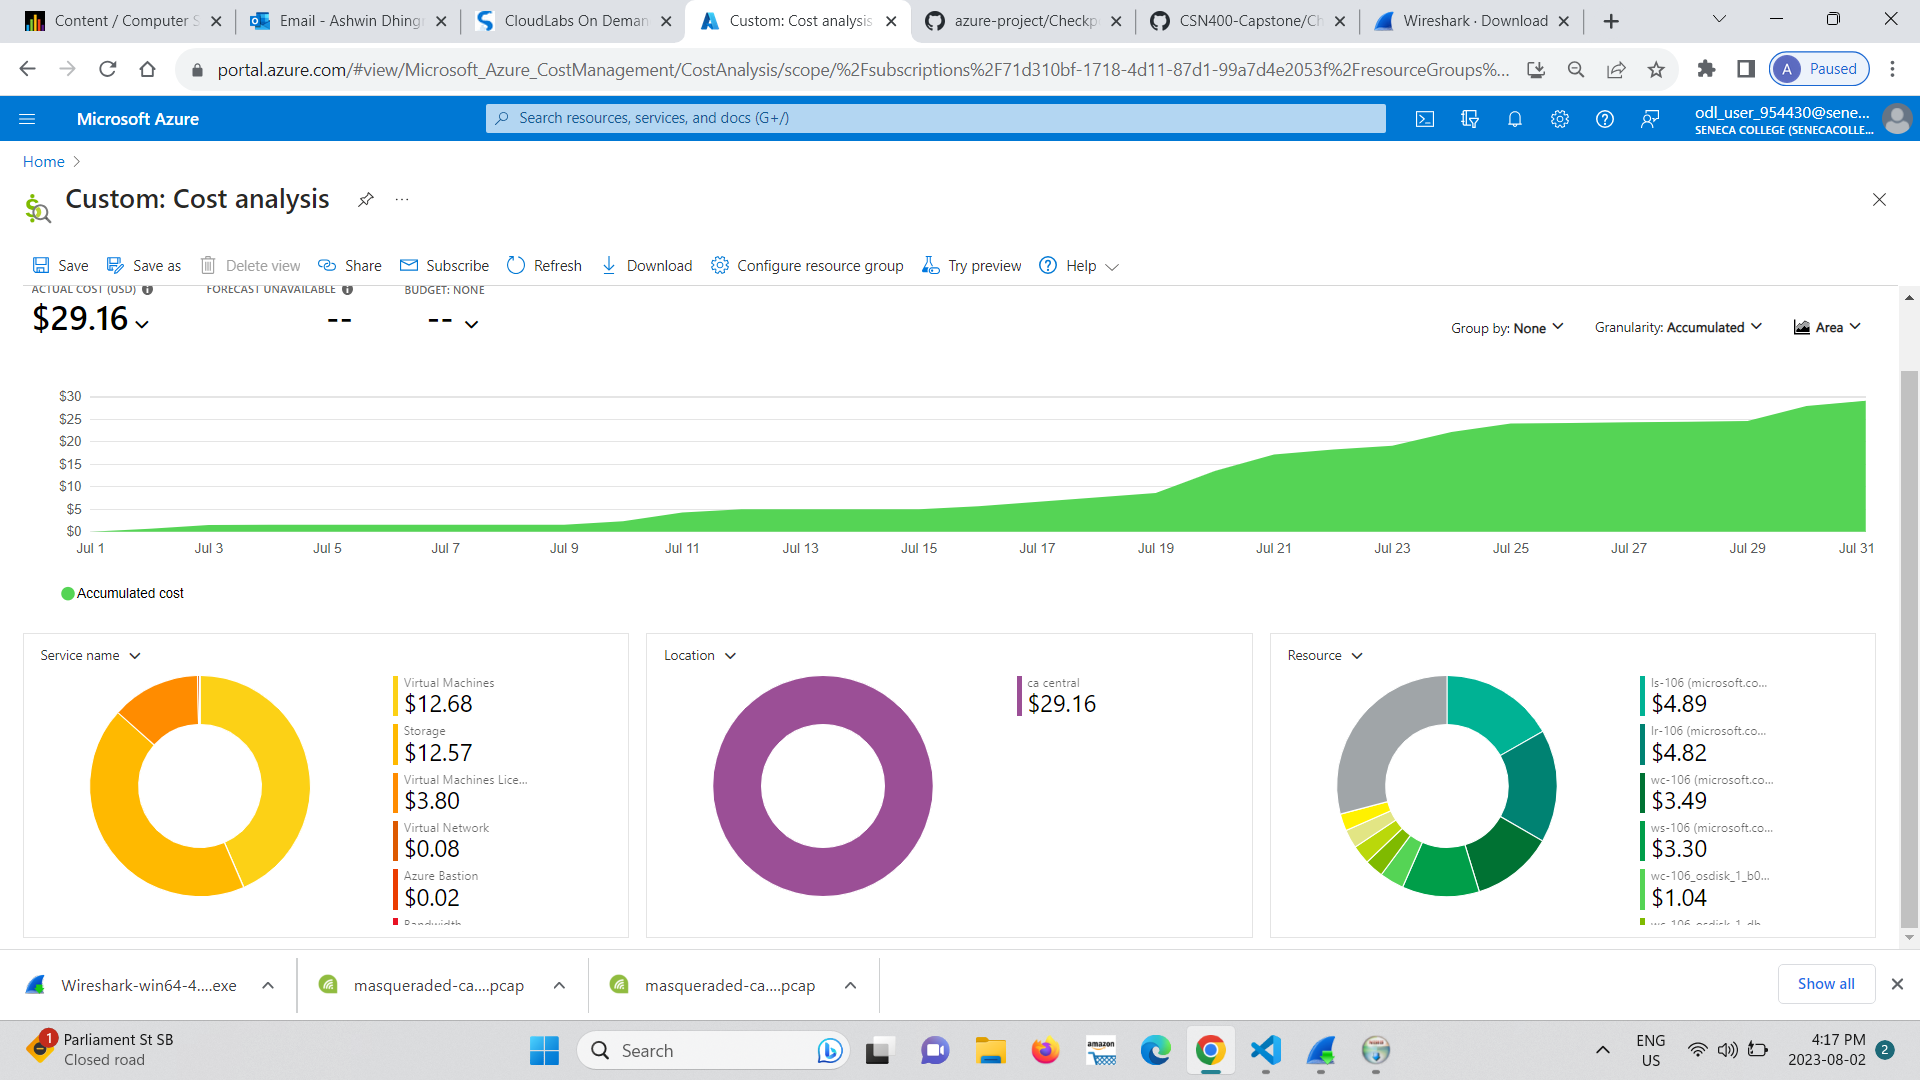 Content / Computer S
Email - Ashwin Dhingr
CloudLabs On Deman
Custom: Cost analysis
azure-project/Checkp
CSN400-Capstone/Ch
Wireshark · Download
portal.azure.com/#view/Microsoft_Azure_CostManagement/CostAnalysis/scope/%2Fsubscriptions%2F71d310bf-1718-4d11-87d1-99a7d4e2053f%2FresourceGroups%...
A Paused
Microsoft Azure
Search resources, services, and docs (G+/)
odl_user_954430@sene...
SENECA COLLEGE (SENECACOLLE...
Home
Custom: Cost analysis
...
Save
Save as
Delete view
Share
Subscribe
Refresh
Download
Configure resource group
Try preview
Help
ACTUAL COST (USD)
FORECAST UNAVAILABLE
BUDGET: NONE
$29.16
--
--
Group by: None
Granularity: Accumulated
Area
$30
$25
$20
$15
$10
$5
$0
Jul 1
Jul 3
Jul 5
Jul 7
Jul 9
Jul 11
Jul 13
Jul 15
Jul 17
Jul 19
Jul 21
Jul 23
Jul 25
Jul 27
Jul 29
Jul 31
Accumulated cost
Service name
Virtual Machines
$12.68
Storage
$12.57
Virtual Machines Lice...
$3.80
Virtual Network
$0.08
Azure Bastion
$0.02
Bandwidth
Location
ca central
$29.16
Resource
ls-106 (microsoft.co...
$4.89
lr-106 (microsoft.co...
$4.82
wc-106 (microsoft.co...
$3.49
ws-106 (microsoft.co...
$3.30
wc-106_osdisk_1_b0...
$1.04
wc-106_osdisk_1_db...
Wireshark-win64-4....exe
masqueraded-ca....pcap
masqueraded-ca....pcap
Show all
1
Parliament St SB
Closed road
Search
amazon
ENG
US
4:17 PM
2023-08-02
2